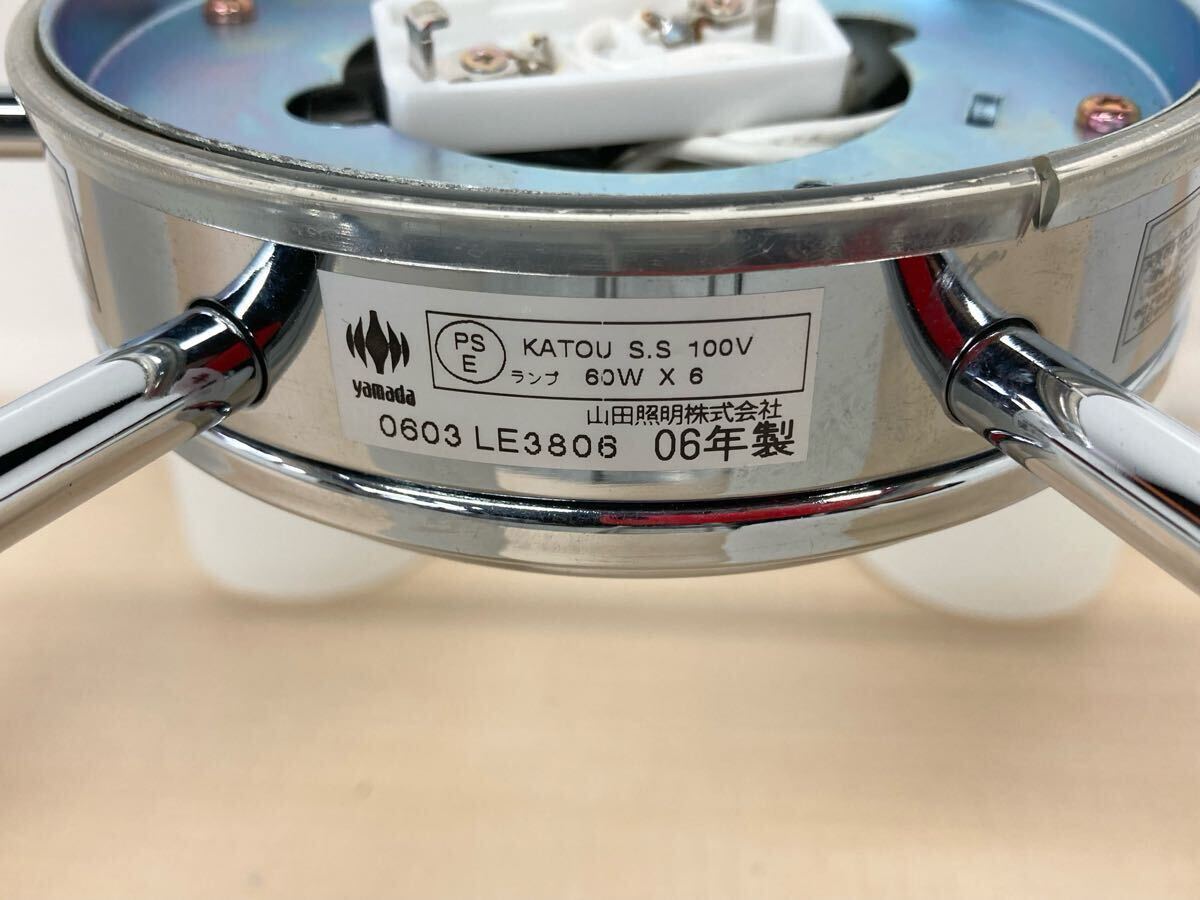 yamada
PS
E
KATOU S.S 100V
ランプ 60W X 6
山田照明株式会社
0603 LE3806 06年製